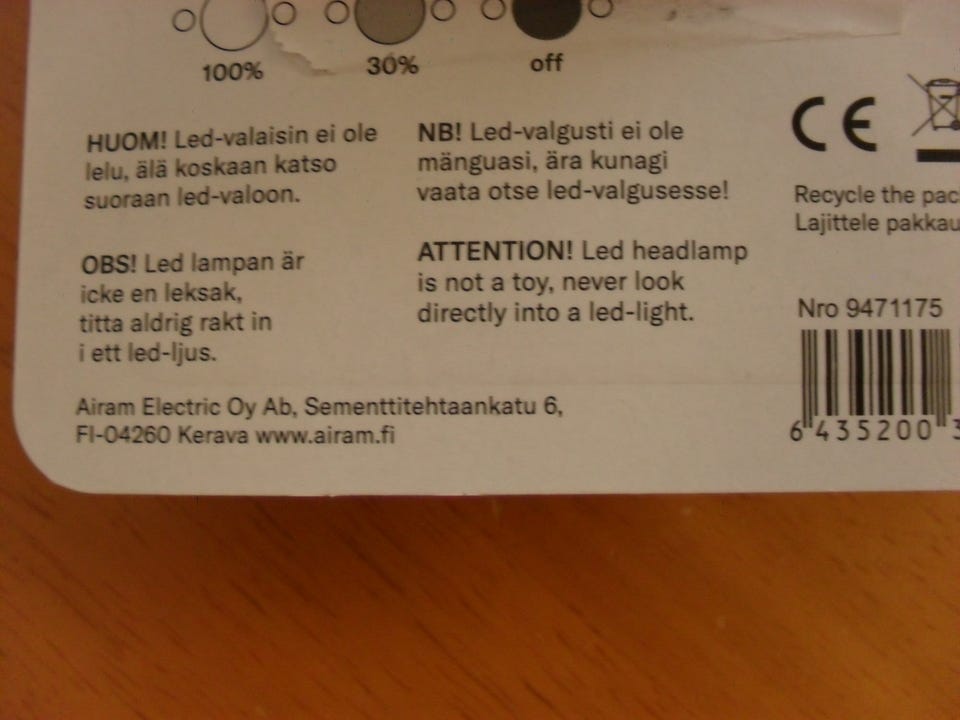 100% 30% off
HUOM! Led-valaisin ei ole
lelu, älä koskaan katso
suoraan led-valoon.
NB! Led-valgusti ei ole
mänguasi, ära kunagi
vaata otse led-valgusesse!
OBS! Led lampan är
icke en leksak,
titta aldrig rakt in
i ett led-ljus.
ATTENTION! Led headlamp
is not a toy, never look
directly into a led-light.
Airam Electric Oy Ab, Sementtitehtaankatu 6,
FI-04260 Kerava www.airam.fi
CE
Recycle the pac
Lajittele pakkau
Nro 9471175
6 435200 3